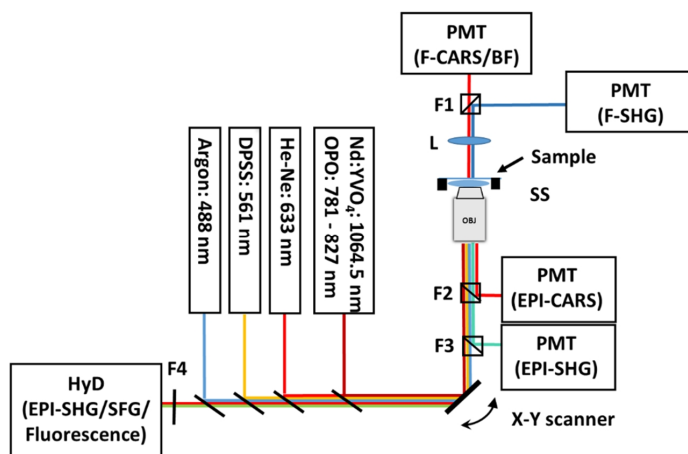 PMT
(F-CARS/BF)
F1
PMT
(F-SHG)
L
Sample
SS
OBJ
Argon: 488 nm
DPSS: 561 nm
He-Ne: 633 nm
Nd:YVO₄: 1064.5 nm
OPO: 781 - 827 nm
F2
PMT
(EPI-CARS)
F3
PMT
(EPI-SHG)
F4
HyD
(EPI-SHG/SFG/
Fluorescence)
X-Y scanner